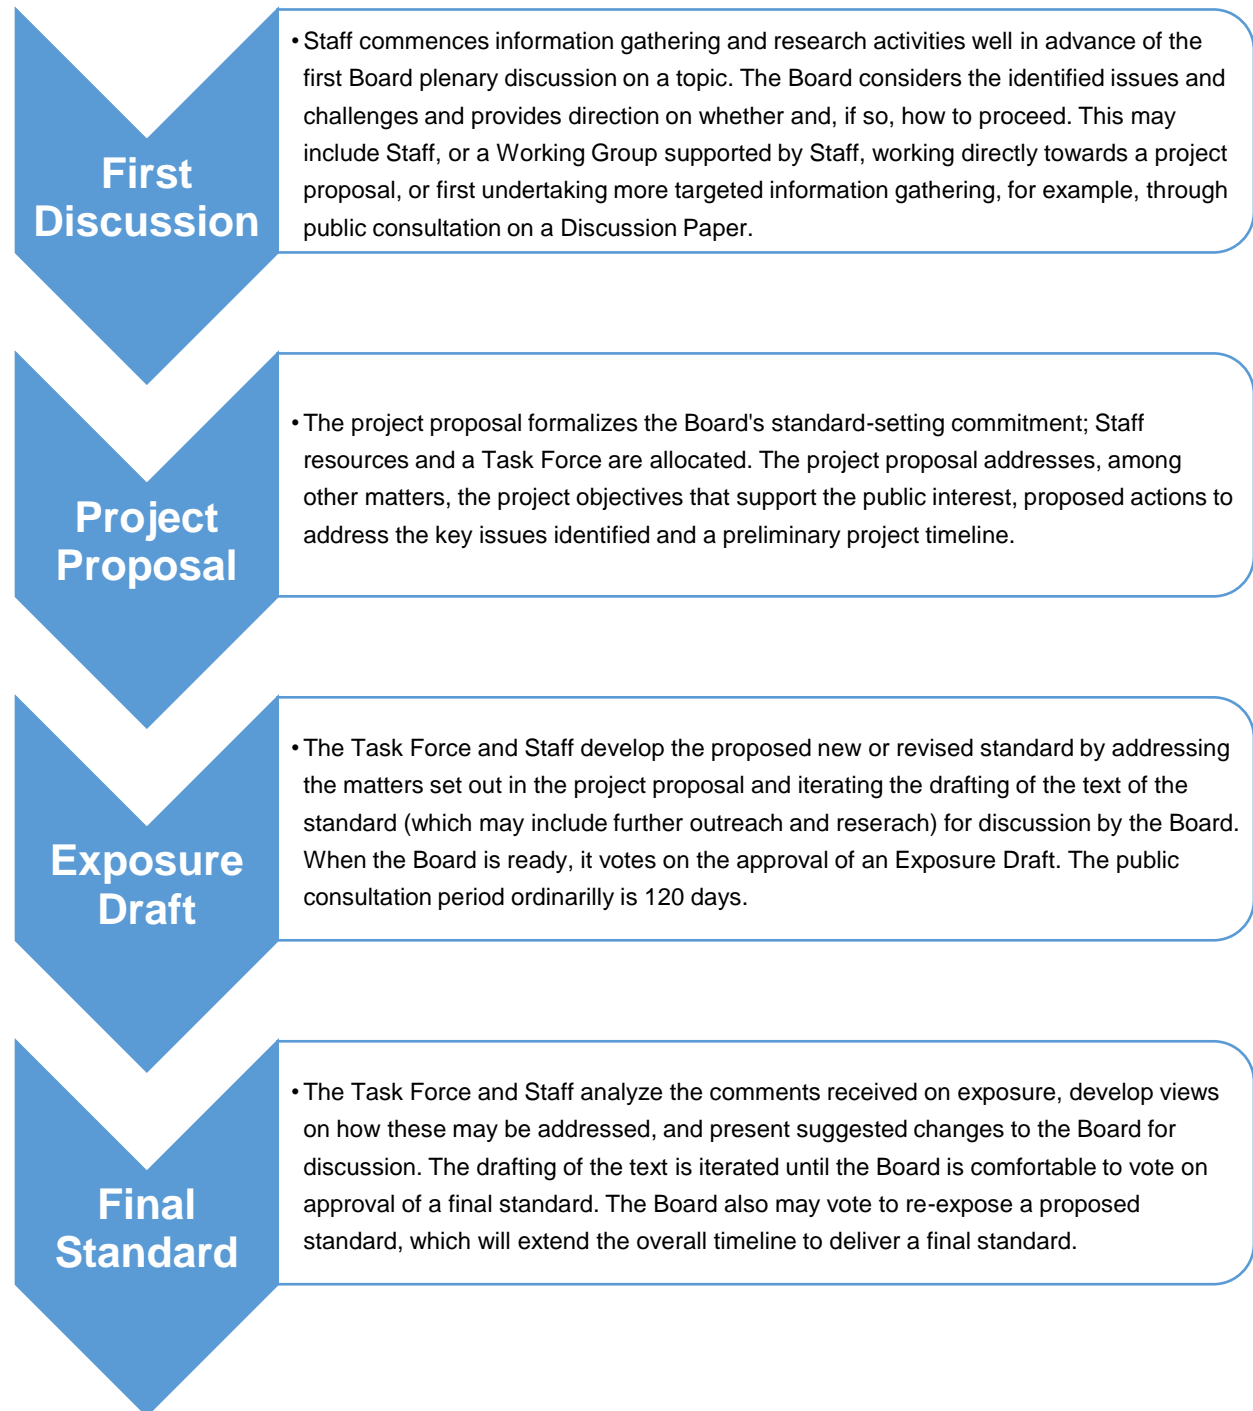 First
Discussion
• Staff commences information gathering and research activities well in advance of the
first Board plenary discussion on a topic. The Board considers the identified issues and
challenges and provides direction on whether and, if so, how to proceed. This may
include Staff, or a Working Group supported by Staff, working directly towards a project
proposal, or first undertaking more targeted information gathering, for example, through
public consultation on a Discussion Paper.
Project
Proposal
• The project proposal formalizes the Board's standard-setting commitment; Staff
resources and a Task Force are allocated. The project proposal addresses, among
other matters, the project objectives that support the public interest, proposed actions to
address the key issues identified and a preliminary project timeline.
Exposure
Draft
• The Task Force and Staff develop the proposed new or revised standard by addressing
the matters set out in the project proposal and iterating the drafting of the text of the
standard (which may include further outreach and reserach) for discussion by the Board.
When the Board is ready, it votes on the approval of an Exposure Draft. The public
consultation period ordinarilly is 120 days.
Final
Standard
• The Task Force and Staff analyze the comments received on exposure, develop views
on how these may be addressed, and present suggested changes to the Board for
discussion. The drafting of the text is iterated until the Board is comfortable to vote on
approval of a final standard. The Board also may vote to re-expose a proposed
standard, which will extend the overall timeline to deliver a final standard.